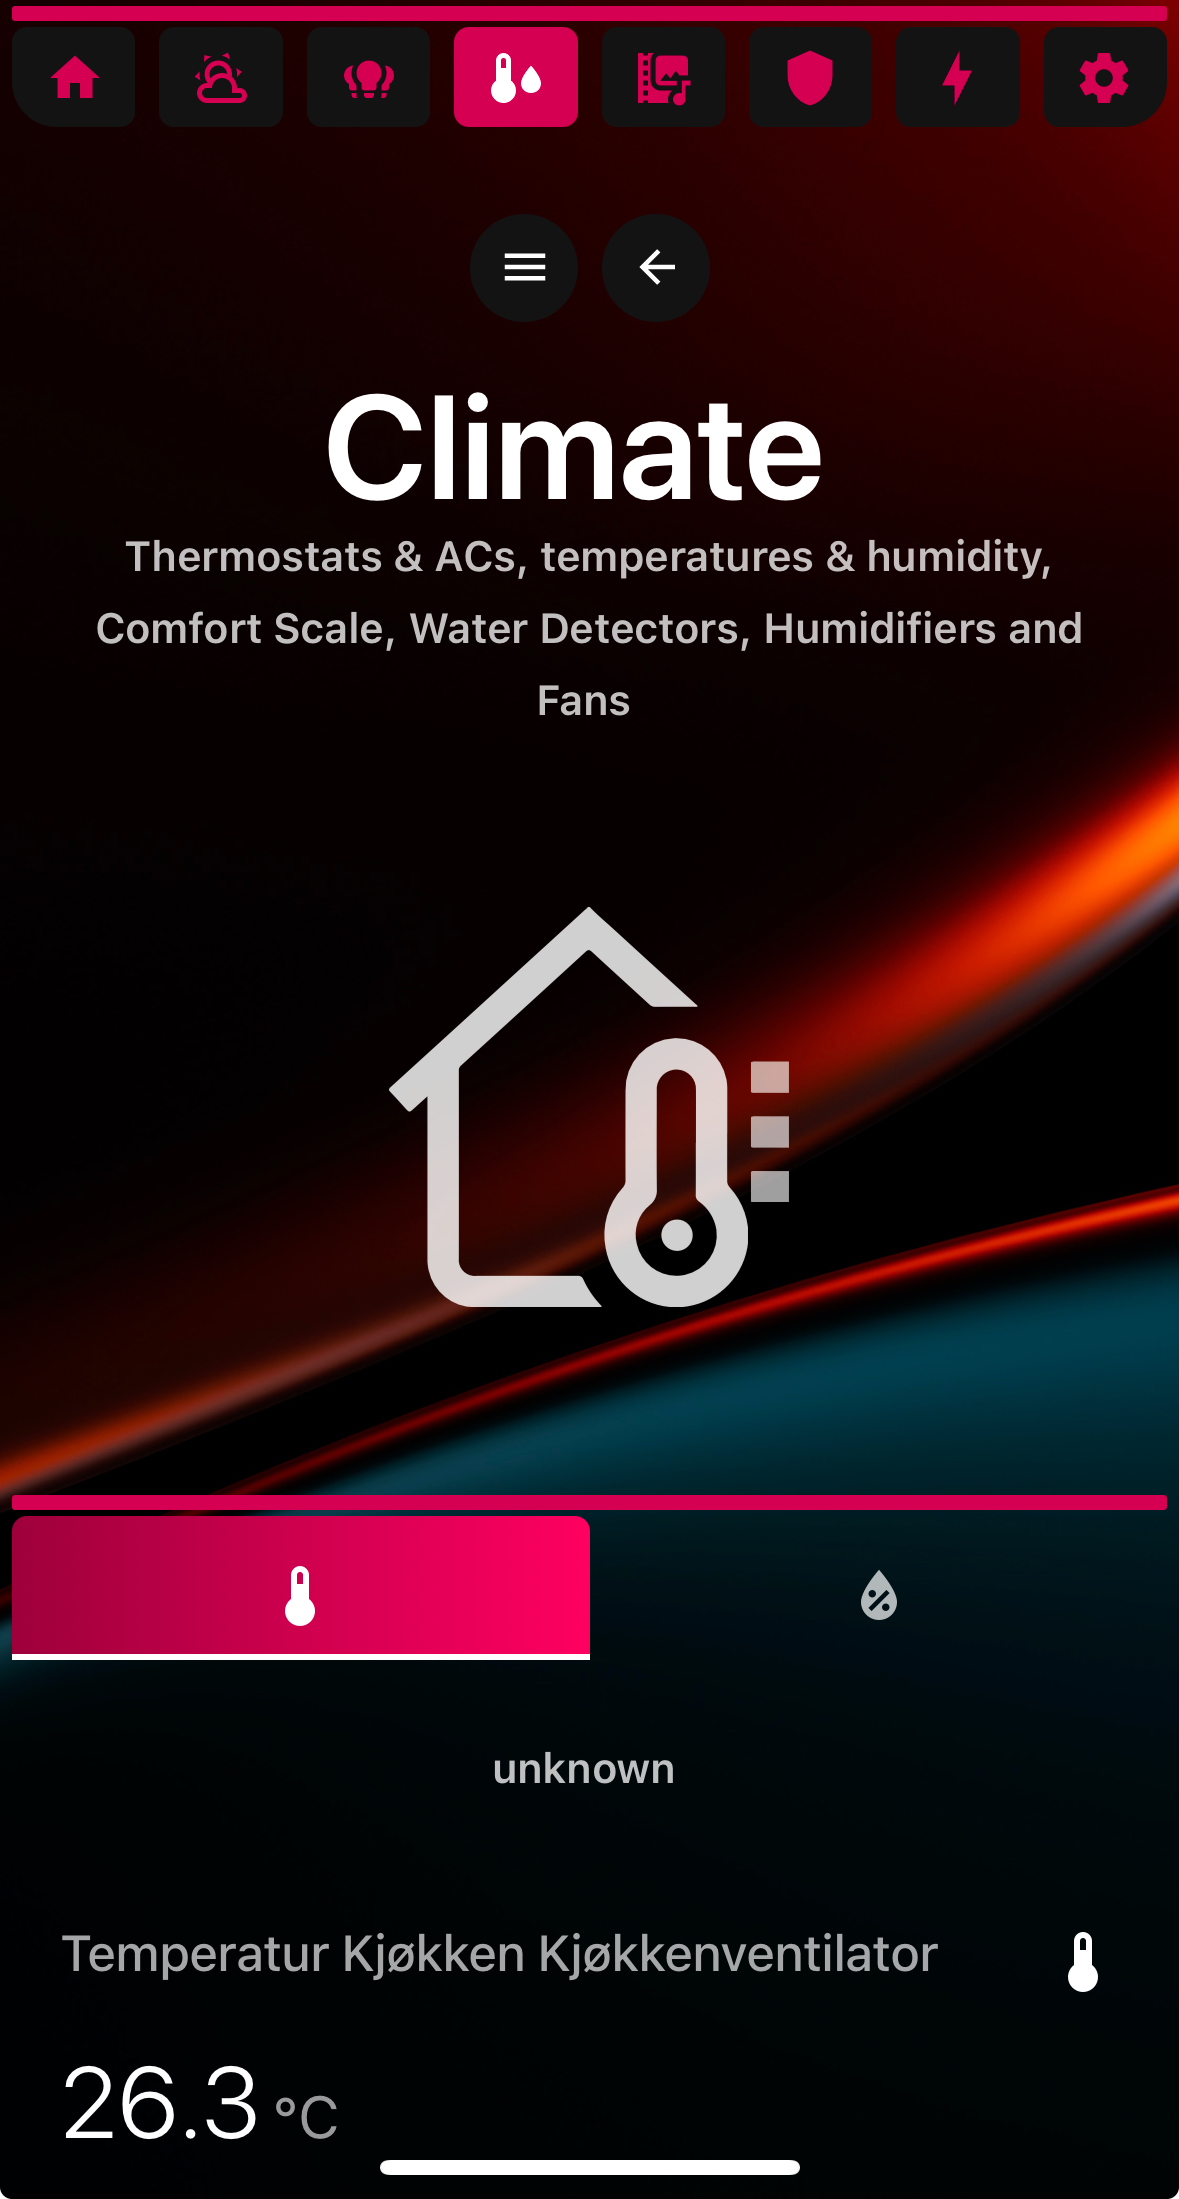 Climate
Thermostats & ACs, temperatures & humidity,
Comfort Scale, Water Detectors, Humidifiers and
Fans
unknown
Temperatur Kjøkken Kjøkkenventilator
26.3 °C